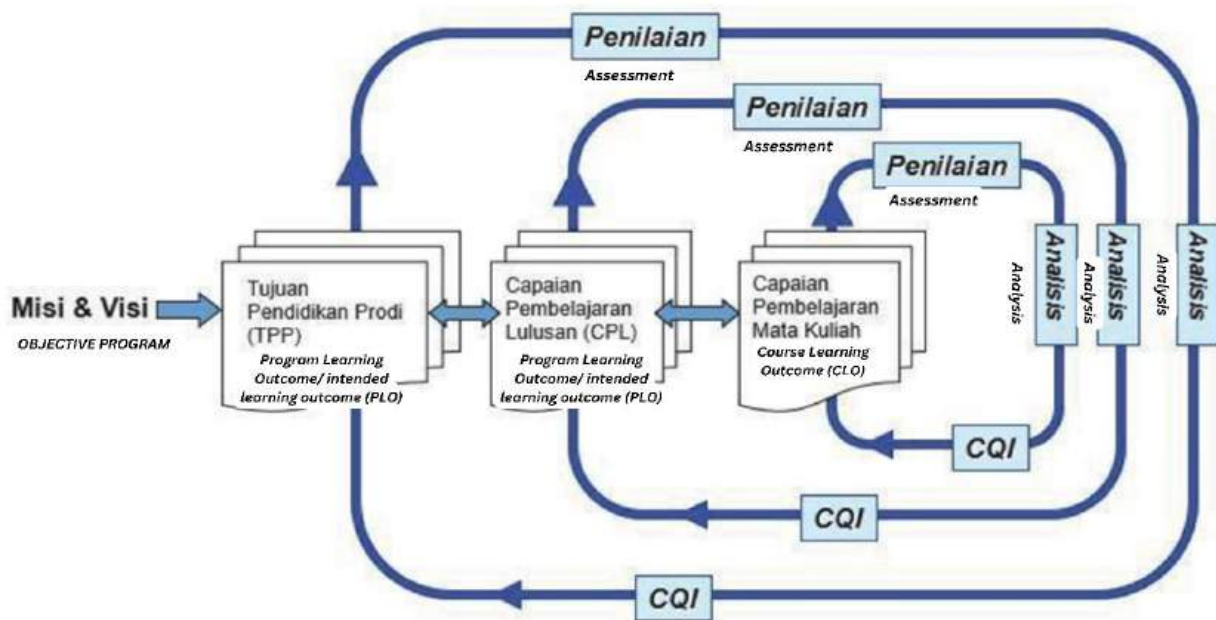 Penilaian
Assessment
Penilaian
Assessment
Penilaian
Assessment
Misi & Visi
OBJECTIVE PROGRAM
Tujuan
Pendidikan Prodi
(TPP)
Program Learning
Outcome/ intended
learning outcome (PLO)
Capaian
Pembelajaran
Lulusan (CPL)
Program Learning
Outcome/ intended
learning outcome (PLO)
Capaian
Pembelajaran
Mata Kuliah
Course Learning
Outcome (CLO)
Analysis
Analisis
Analysis
Analisis
Analysis
Analisis
CQI
CQI
CQI